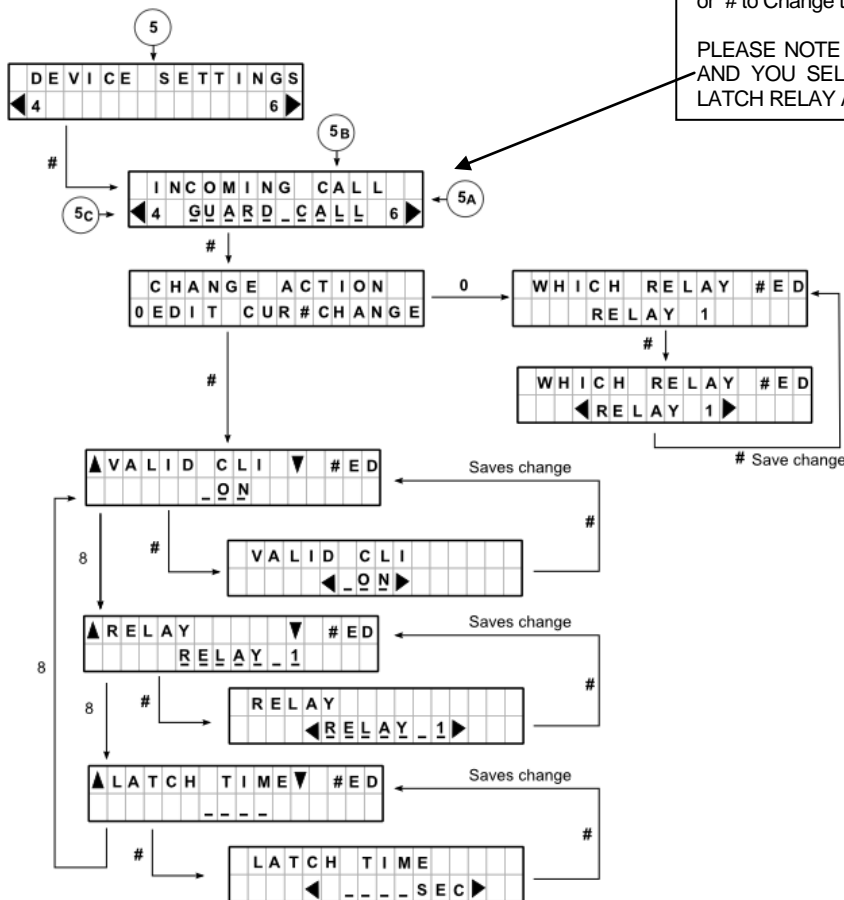 or # to Change t
PLEASE NOTE
AND YOU SEL
LATCH RELAY
5
DEVICE SETTINGS
◀4 6▶
#
5B
INCOMING CALL
◀4 GUARD_CALL 6▶
5A
5C
#
CHANGE ACTION
0EDIT CUR#CHANGE
0
WHICH RELAY #ED
RELAY 1
#
WHICH RELAY #ED
◀RELAY 1▶
# Save change
#
▲VALID CLI ▼ #ED
_ON
Saves change
8
#
#
VALID CLI
◀_ON▶
▲RELAY ▼ #ED
RELAY_1
Saves change
8
8
#
#
RELAY
◀RELAY_1▶
▲LATCH TIME▼ #ED
_ _ _ _
Saves change
#
#
LATCH TIME
◀ _ _ _ _SEC▶